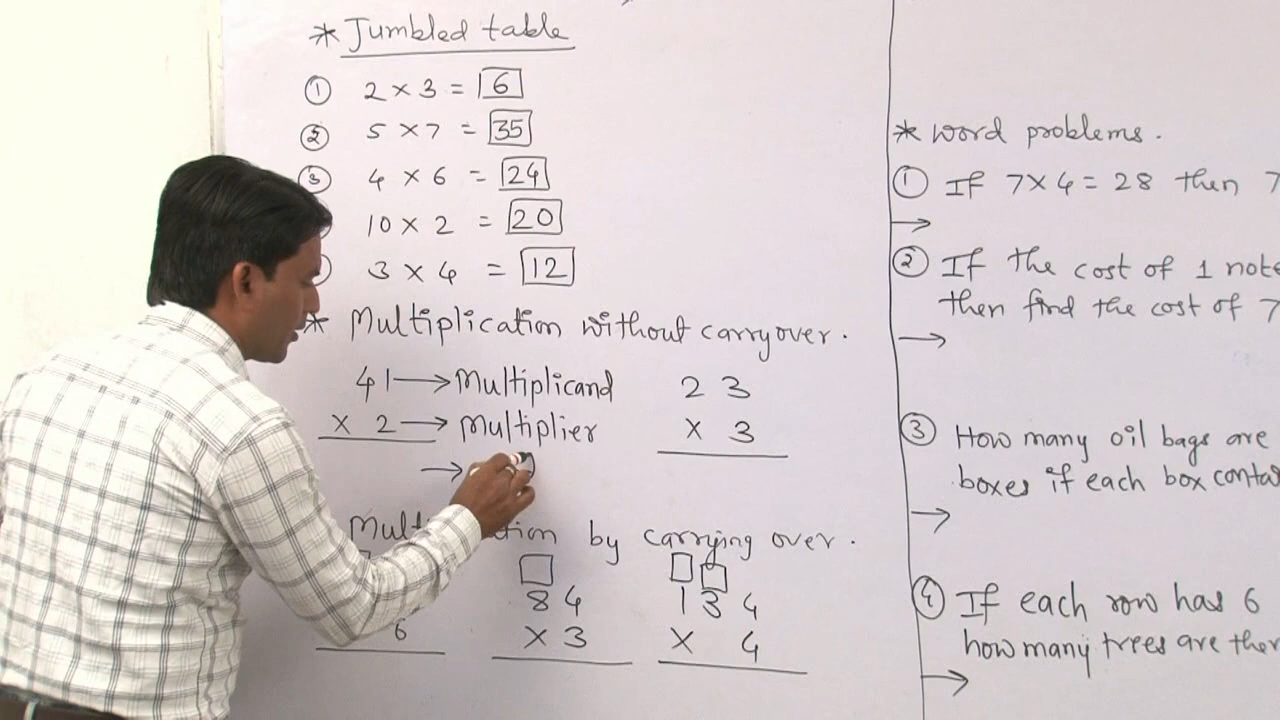 * Jumbled table
① 2 × 3 = 6
② 5 × 7 = 35
③ 4 × 6 = 24
10 × 2 = 20
3 × 4 = 12
* Multiplication without carryover.
41 → Multiplicand
× 2 → Multiplier
→
23
× 3
by carrying over.
6
84
× 3
134
× 4
* Word problems.
① If 7 × 4 = 28 then 7
→
② If the cost of 1 note
then find the cost of 7
→
③ How many oil bags are
boxes if each box conta
→
④ If each row has 6
how many trees are ther
→